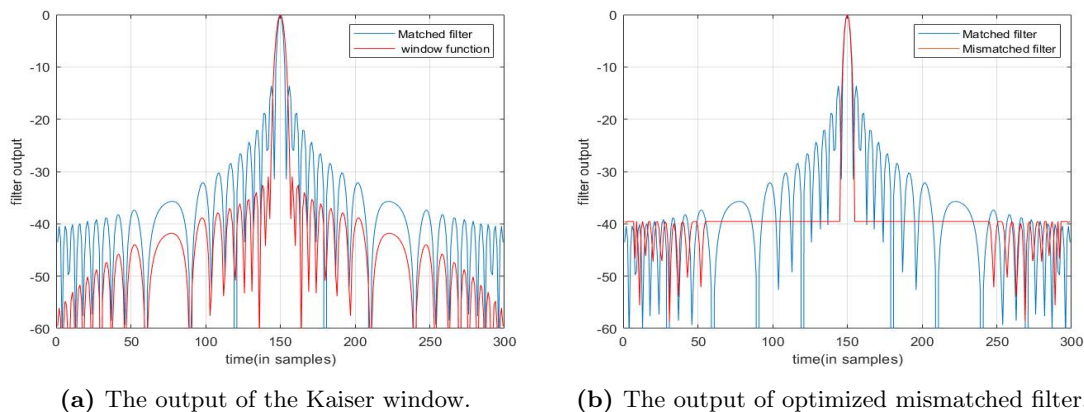 0
-10
-20
-30
-40
-50
-60
filter output
0
50
100
150
200
250
300
time(in samples)
Matched filter
window function
(a) The output of the Kaiser window.
0
-10
-20
-30
-40
-50
-60
filter output
0
50
100
150
200
250
300
time(in samples)
Matched filter
Mismatched filter
(b) The output of optimized mismatched filter